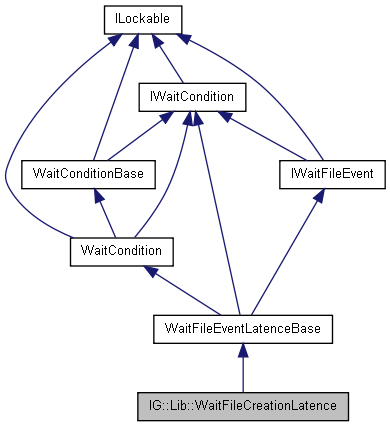 ILockable
IWaitCondition
WaitConditionBase
IWaitFileEvent
WaitCondition
WaitFileEventLatenceBase
IG::Lib::WaitFileCreationLatence